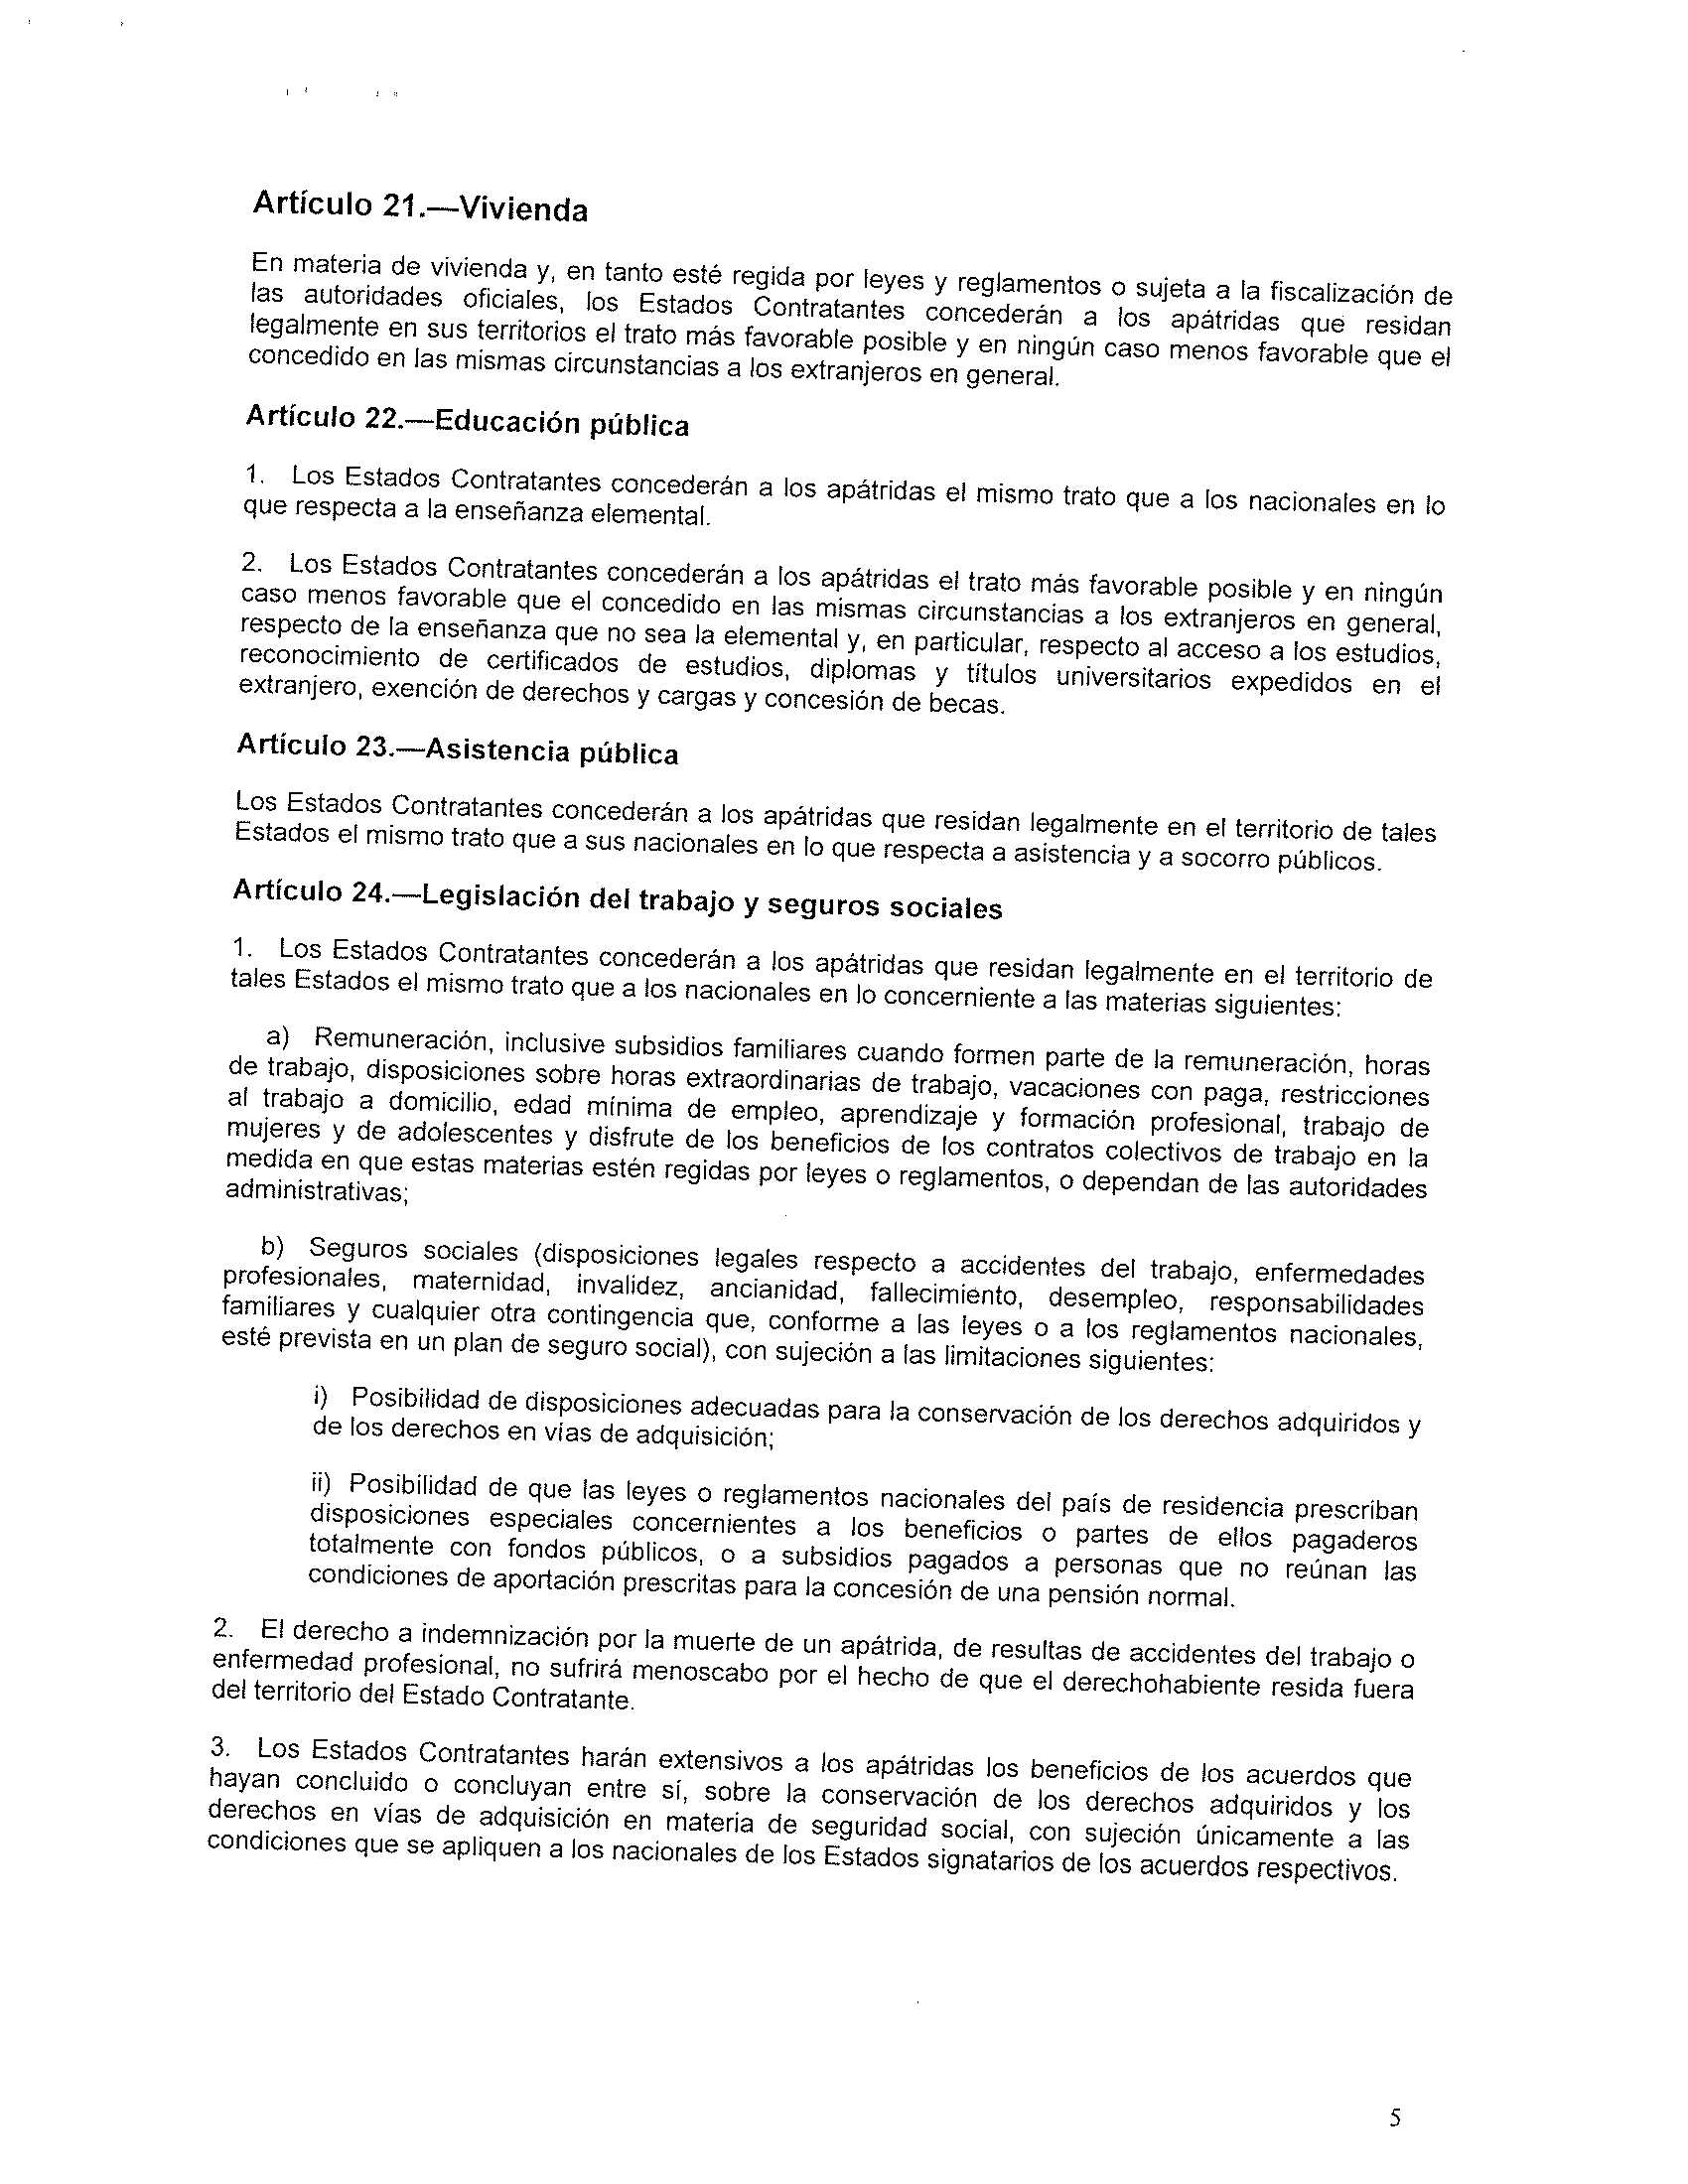 Artículo 21.—Vivienda
En materia de vivienda y, en tanto esté regida por leyes y reglamentos o sujeta a la fiscalización de
las autoridades oficiales, los Estados Contratantes concederán a los apátridas que residan
legalmente en sus territorios el trato más favorable posible y en ningún caso menos favorable que el
concedido en las mismas circunstancias a los extranjeros en general.
Artículo 22.—Educación pública
1. Los Estados Contratantes concederán a los apátridas el mismo trato que a los nacionales en lo
que respecta a la enseñanza elemental.
2. Los Estados Contratantes concederán a los apátridas el trato más favorable posible y en ningún
caso menos favorable que el concedido en las mismas circunstancias a los extranjeros en general,
respecto de la enseñanza que no sea la elemental y, en particular, respecto al acceso a los estudios,
reconocimiento de certificados de estudios, diplomas y títulos universitarios expedidos en el
extranjero, exención de derechos y cargas y concesión de becas.
Artículo 23.—Asistencia pública
Los Estados Contratantes concederán a los apátridas que residan legalmente en el territorio de tales
Estados el mismo trato que a sus nacionales en lo que respecta a asistencia y a socorro públicos.
Artículo 24.—Legislación del trabajo y seguros sociales
1. Los Estados Contratantes concederán a los apátridas que residan legalmente en el territorio de
tales Estados el mismo trato que a los nacionales en lo concerniente a las materias siguientes:
a) Remuneración, inclusive subsidios familiares cuando formen parte de la remuneración, horas
de trabajo, disposiciones sobre horas extraordinarias de trabajo, vacaciones con paga, restricciones
al trabajo a domicilio, edad mínima de empleo, aprendizaje y formación profesional, trabajo de
mujeres y de adolescentes y disfrute de los beneficios de los contratos colectivos de trabajo en la
medida en que estas materias estén regidas por leyes o reglamentos, o dependan de las autoridades
administrativas;
b) Seguros sociales (disposiciones legales respecto a accidentes del trabajo, enfermedades
profesionales, maternidad, invalidez, ancianidad, fallecimiento, desempleo, responsabilidades
familiares y cualquier otra contingencia que, conforme a las leyes o a los reglamentos nacionales,
esté prevista en un plan de seguro social), con sujeción a las limitaciones siguientes:
i) Posibilidad de disposiciones adecuadas para la conservación de los derechos adquiridos y
de los derechos en vías de adquisición;
ii) Posibilidad de que las leyes o reglamentos nacionales del país de residencia prescriban
disposiciones especiales concernientes a los beneficios o partes de ellos pagaderos
totalmente con fondos públicos, o a subsidios pagados a personas que no reúnan las
condiciones de aportación prescritas para la concesión de una pensión normal.
2. El derecho a indemnización por la muerte de un apátrida, de resultas de accidentes del trabajo o
enfermedad profesional, no sufrirá menoscabo por el hecho de que el derechohabiente resida fuera
del territorio del Estado Contratante.
3. Los Estados Contratantes harán extensivos a los apátridas los beneficios de los acuerdos que
hayan concluido o concluyan entre sí, sobre la conservación de los derechos adquiridos y los
derechos en vías de adquisición en materia de seguridad social, con sujeción únicamente a las
condiciones que se apliquen a los nacionales de los Estados signatarios de los acuerdos respectivos.
5